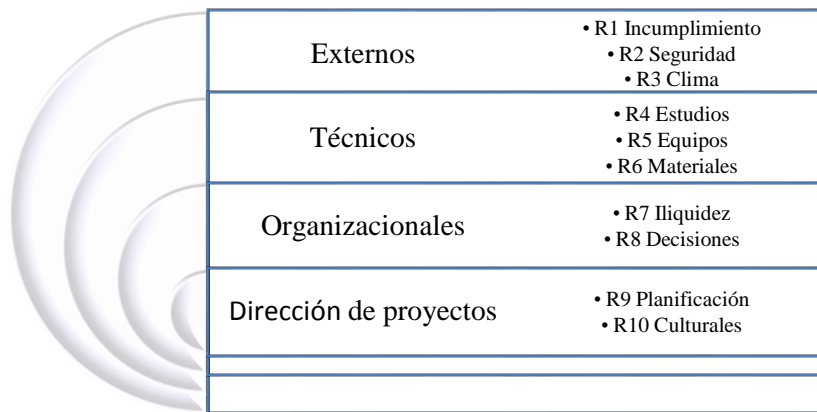 Externos
• R1 Incumplimiento
• R2 Seguridad
• R3 Clima
Técnicos
• R4 Estudios
• R5 Equipos
• R6 Materiales
Organizacionales
• R7 Iliquidez
• R8 Decisiones
Dirección de proyectos
• R9 Planificación
• R10 Culturales